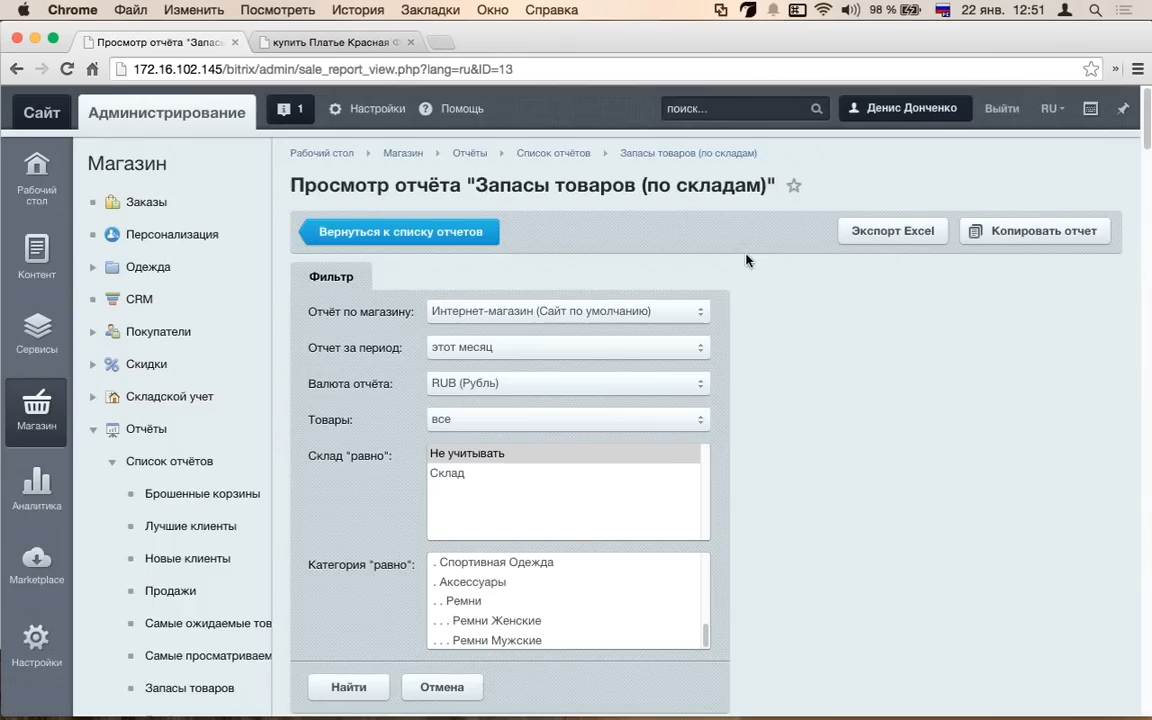 Chrome Файл Изменить Посмотреть История Закладки Окно Справка 98 % 22 янв. 12:51
Просмотр отчёта "Запас
купить Платье Красная Ф
172.16.102.145/bitrix/admin/sale_report_view.php?lang=ru&ID=13
Сайт Администрирование 1 Настройки Помощь поиск... Денис Донченко Выйти RU
Рабочий стол
Контент
Сервисы
Магазин
Аналитика
Marketplace
Настройки
Магазин
Заказы
Персонализация
Одежда
CRM
Покупатели
Скидки
Складской учет
Отчёты
Список отчётов
Брошенные корзины
Лучшие клиенты
Новые клиенты
Продажи
Самые ожидаемые тов
Самые просматриваем
Запасы товаров
Рабочий стол Магазин Отчёты Список отчётов Запасы товаров (по складам)
Просмотр отчёта "Запасы товаров (по складам)"
Вернуться к списку отчетов Экспорт Excel Копировать отчет
Фильтр
Отчёт по магазину: Интернет-магазин (Сайт по умолчанию)
Отчет за период: этот месяц
Валюта отчёта: RUB (Рубль)
Товары: все
Склад "равно": Не учитывать
Склад
Категория "равно": . Спортивная Одежда
. Аксессуары
. . Ремни
. . . Ремни Женские
. . . Ремни Мужские
Найти Отмена